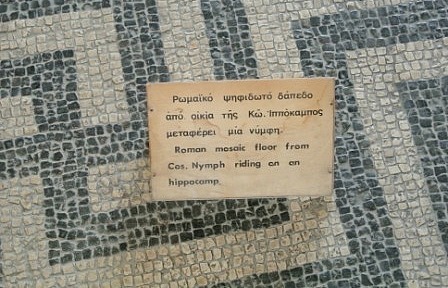 Ρωμαϊκό ψηφιδωτό δάπεδο
ἀπό οἰκία τῆς Κῶ. Ἱππόκαμπος
μεταφέρει μία νύμφη.
Roman mosaic floor from
Cos. Nymph riding on an
hippocamp.